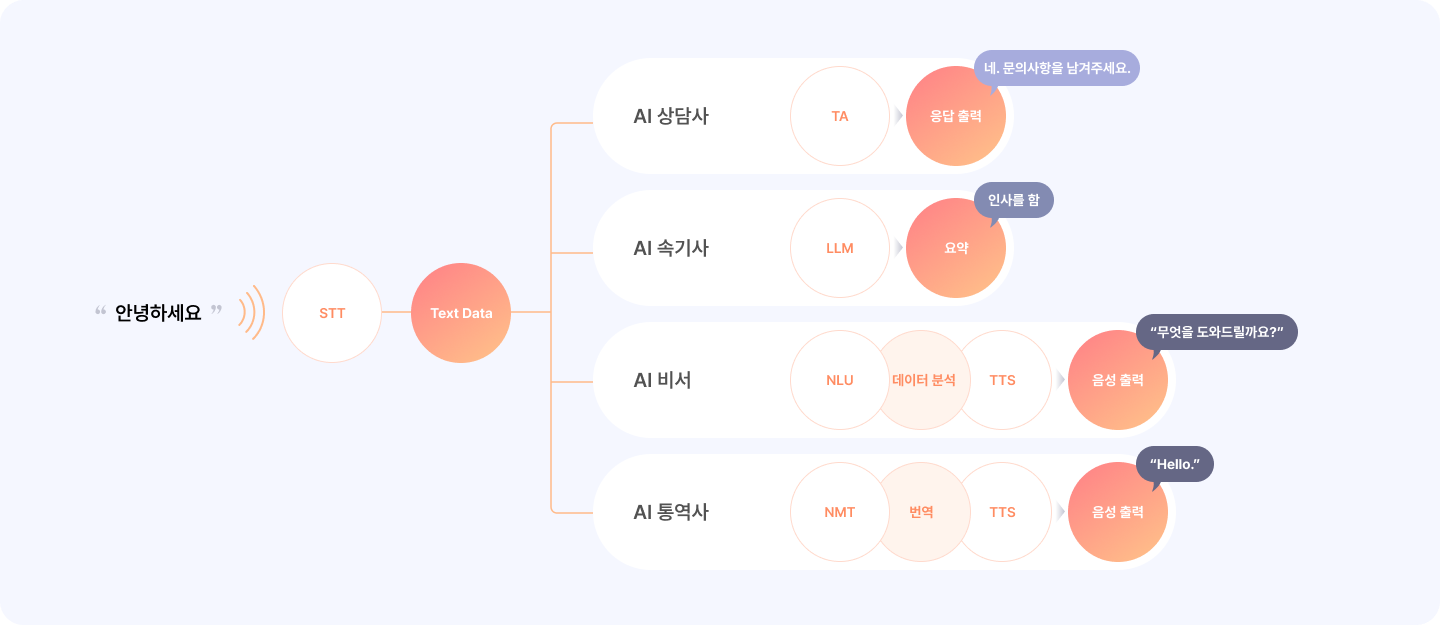 “ 안녕하세요 ”
STT
Text Data
AI 상담사
TA
응답 출력
네. 문의사항을 남겨주세요.
AI 속기사
LLM
요약
인사를 함
AI 비서
NLU
데이터 분석
TTS
음성 출력
“무엇을 도와드릴까요?”
AI 통역사
NMT
번역
TTS
음성 출력
“Hello.”